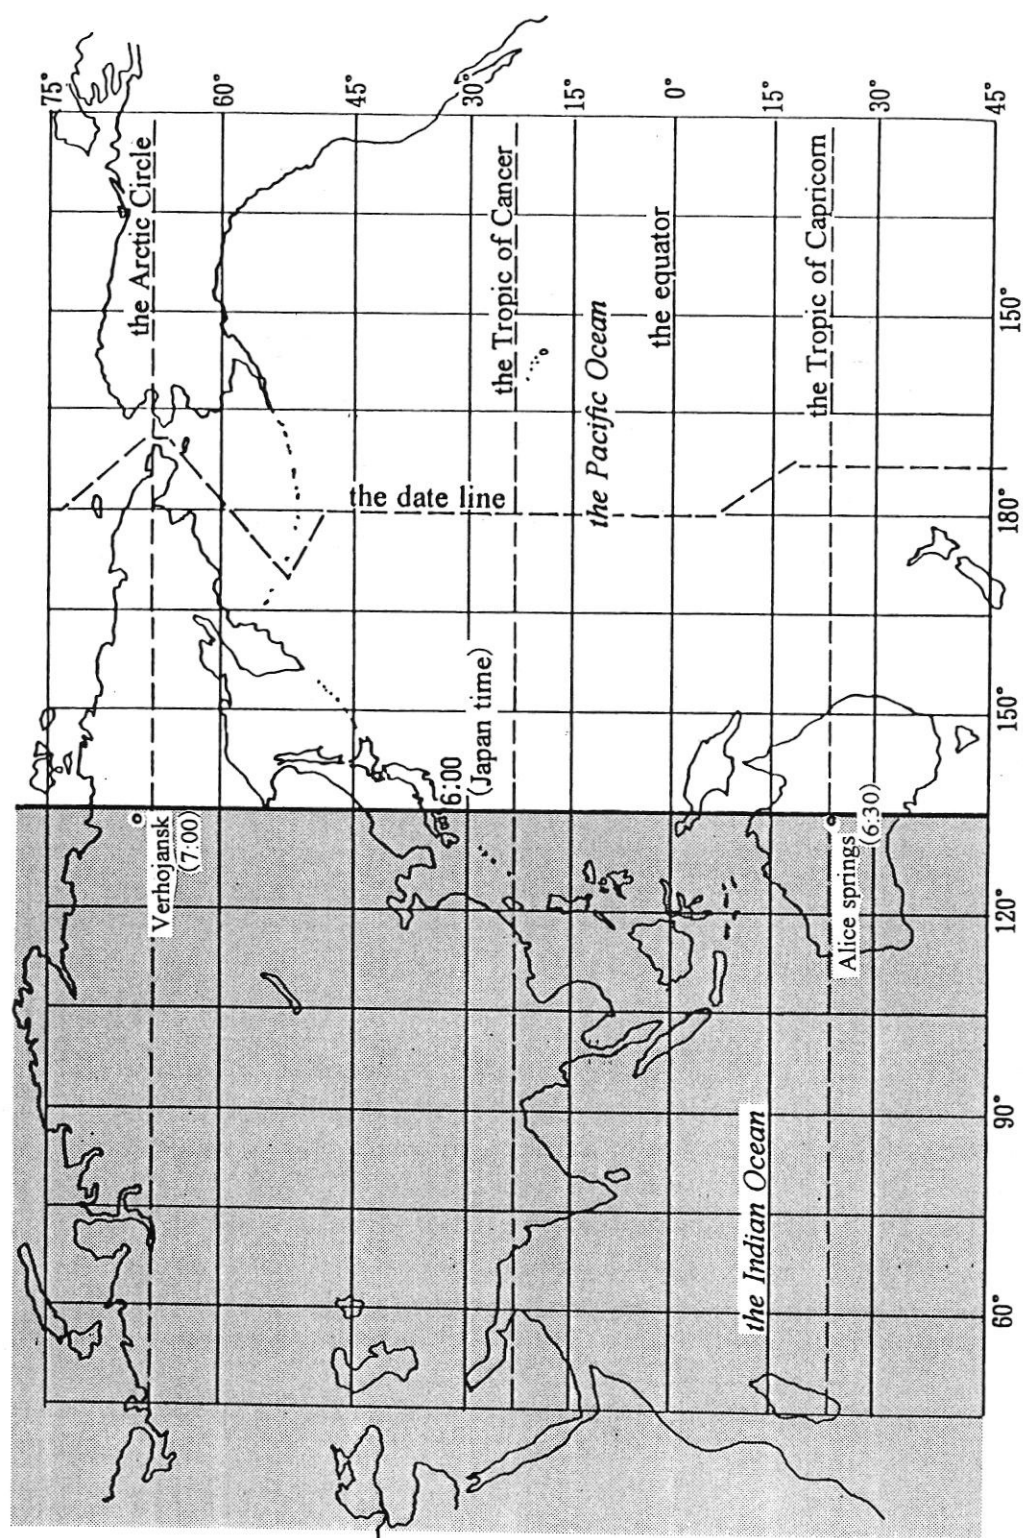 75°
60°
45°
30°
15°
0°
15°
30°
45°
the Arctic Circle
the Tropic of Cancer
the equator
the Tropic of Capricorn
the Pacific Ocean
the date line
150°
180°
150°
120°
90°
60°
6:00
(Japan time)
Verhojansk
(7:00)
Alice springs
(6:30)
the Indian Ocean